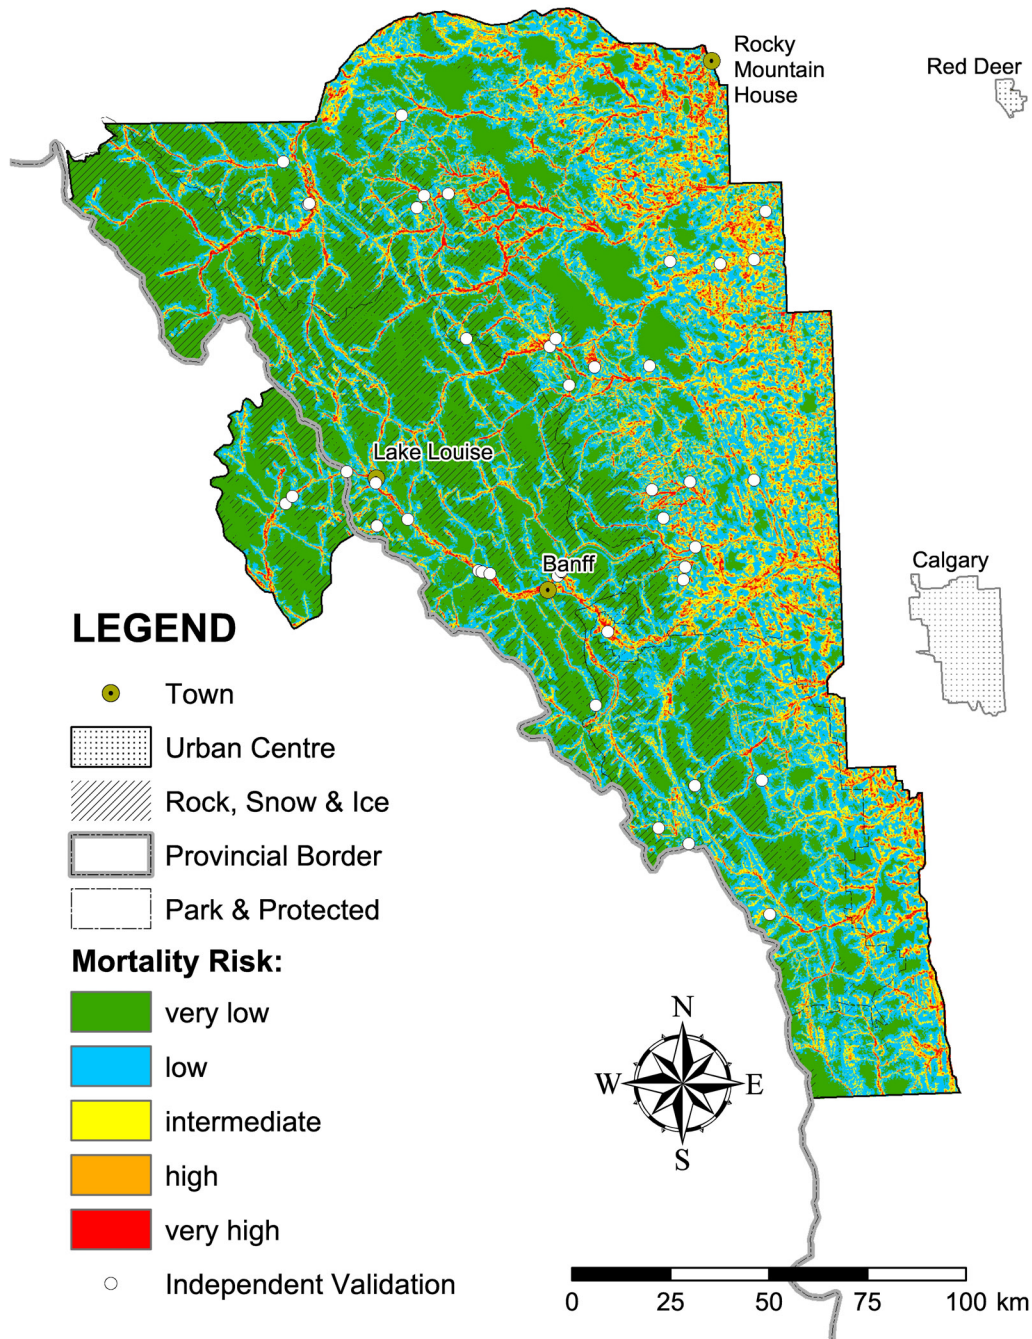 Rocky
Mountain
House
Red Deer
Lake Louise
Banff
Calgary
LEGEND
Town
Urban Centre
Rock, Snow & Ice
Provincial Border
Park & Protected
Mortality Risk:
very low
low
intermediate
high
very high
Independent Validation
N
W E
S
0 25 50 75 100 km